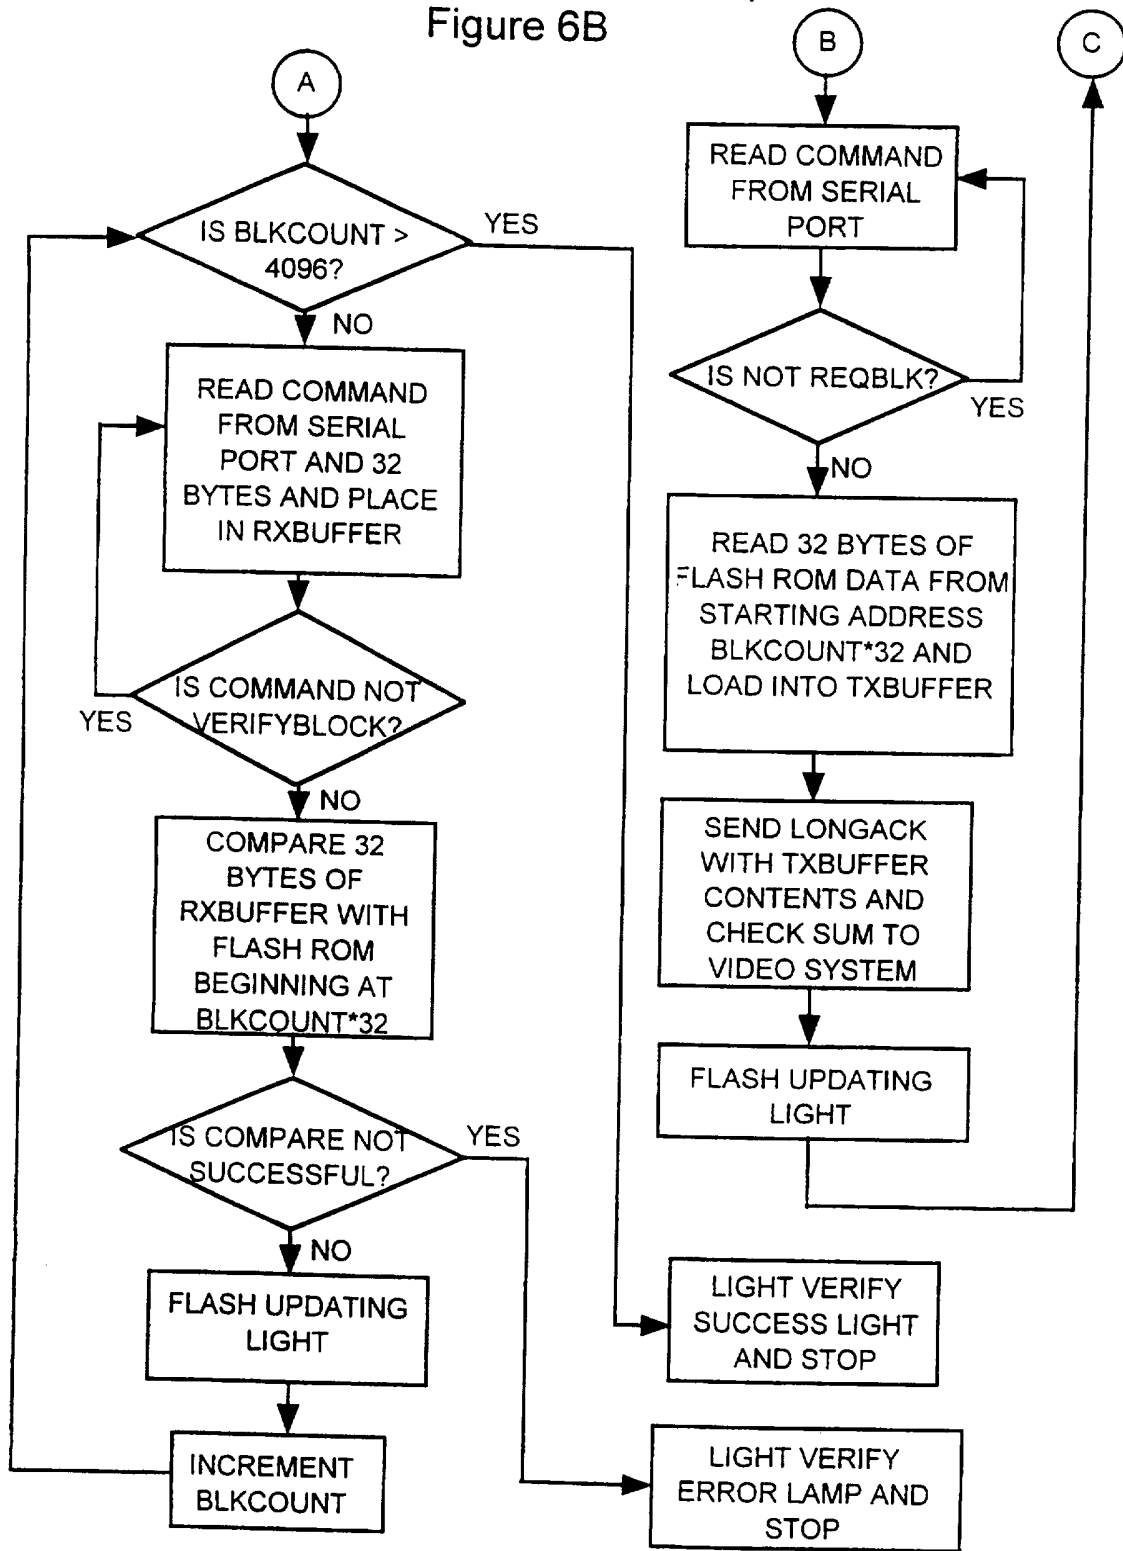 Figure 6B
A
IS BLKCOUNT >
4096?
YES
NO
READ COMMAND
FROM SERIAL
PORT AND 32
BYTES AND PLACE
IN RXBUFFER
IS COMMAND NOT
VERIFYBLOCK?
YES
NO
COMPARE 32
BYTES OF
RXBUFFER WITH
FLASH ROM
BEGINNING AT
BLKCOUNT*32
IS COMPARE NOT
SUCCESSFUL?
YES
NO
FLASH UPDATING
LIGHT
INCREMENT
BLKCOUNT
B
READ COMMAND
FROM SERIAL
PORT
IS NOT REQBLK?
YES
NO
READ 32 BYTES OF
FLASH ROM DATA FROM
STARTING ADDRESS
BLKCOUNT*32 AND
LOAD INTO TXBUFFER
SEND LONGACK
WITH TXBUFFER
CONTENTS AND
CHECK SUM TO
VIDEO SYSTEM
FLASH UPDATING
LIGHT
LIGHT VERIFY
SUCCESS LIGHT
AND STOP
LIGHT VERIFY
ERROR LAMP AND
STOP
C